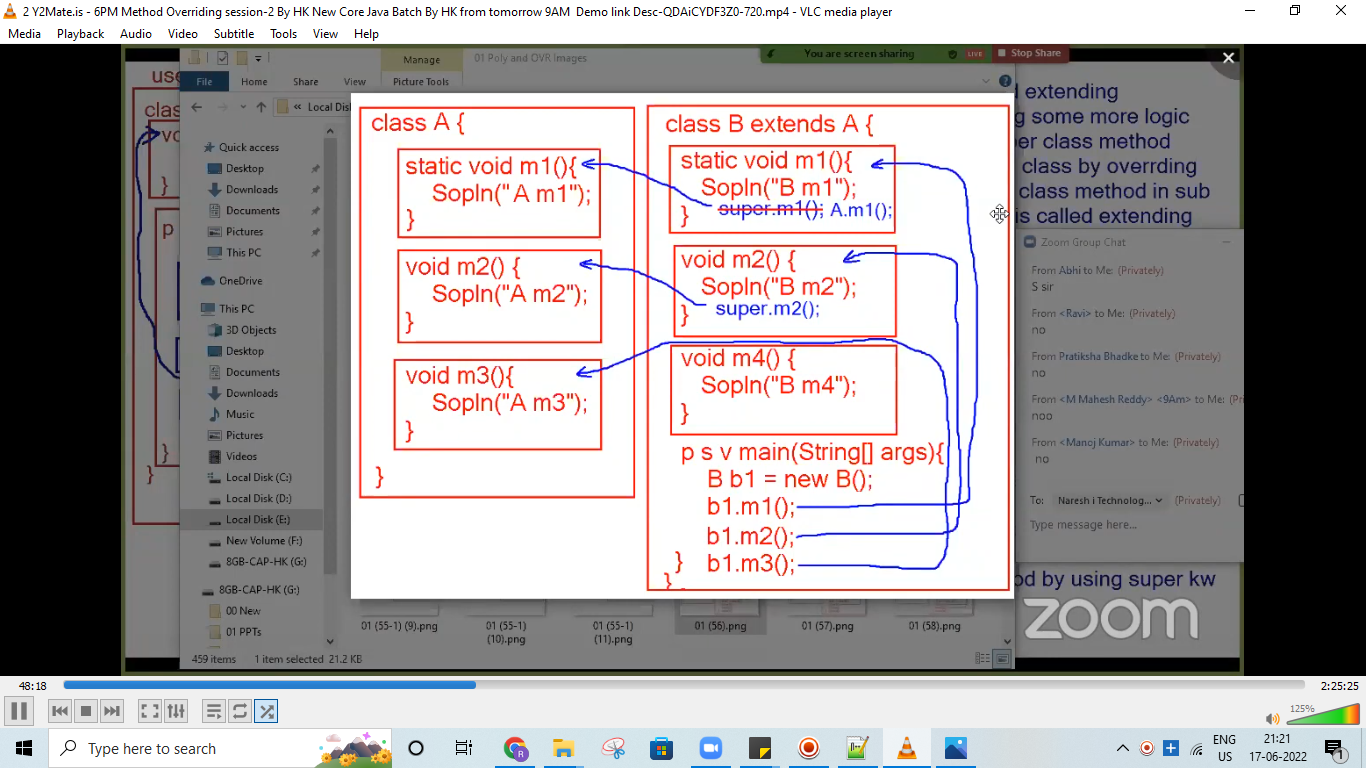 2 Y2Mate.is - 6PM Method Overriding session-2 By HK New Core Java Batch By HK from tomorrow 9AM  Demo link Desc-QDAiCYDF3Z0-720.mp4 - VLC media player
Media Playback Audio Video Subtitle Tools View Help
You are screen sharing LIVE Stop Share
Manage
01 Poly and OVR Images
File Home Share View Picture Tools
« Local Disk
Quick access
Desktop
Downloads
Documents
Pictures
This PC
OneDrive
This PC
3D Objects
Desktop
Documents
Downloads
Music
Pictures
Videos
Local Disk (C:)
Local Disk (D:)
Local Disk (E:)
New Volume (F:)
8GB-CAP-HK (G:)
8GB-CAP-HK (G:)
00 New
01 PPTs
459 items 1 item selected 21.2 KB
class A {
static void m1(){
Sopln("A m1");
}
void m2() {
Sopln("A m2");
}
void m3(){
Sopln("A m3");
}
}
class B extends A {
static void m1(){
Sopln("B m1");
} super.m1(); A.m1();
void m2() {
Sopln("B m2");
} super.m2();
void m4() {
Sopln("B m4");
}
p s v main(String[] args){
B b1 = new B();
b1.m1();
b1.m2();
} b1.m3();
}
01 (55-1) (9).png
01 (55-1) (10).png
01 (55-1) (11).png
01 (56).png
01 (57).png
01 (58).png
extending
some more logic
class method
class by overrding
class method in sub
is called extending
Zoom Group Chat
From Abhi to Me: (Privately)
S sir
From <Ravi> to Me: (Privately)
no
From Pratiksha Bhadke to Me: (Privately)
no
From <M Mahesh Reddy> <9Am> to Me: (Pri
noo
From <Manoj Kumar> to Me: (Privately)
no
To: Naresh i Technolog... (Privately)
Type message here...
by using super kw
zoom
48:18
2:25:25
125%
Type here to search
ENG
US
21:21
17-06-2022
1